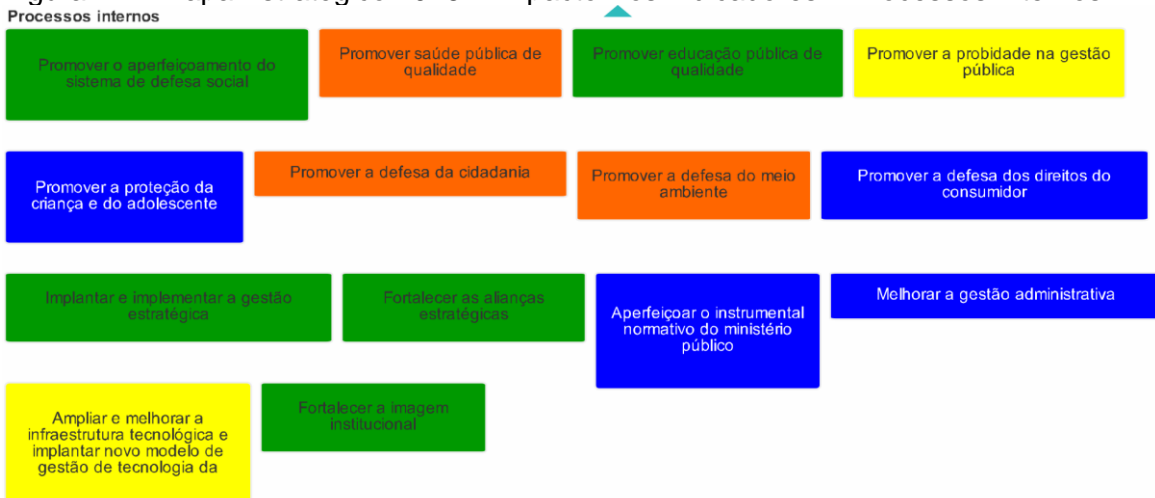 Processos internos
Promover o aperfeiçoamento do
sistema de defesa social
Promover saúde pública de
qualidade
Promover educação pública de
qualidade
Promover a probidade na gestão
pública
Promover a proteção da
criança e do adolescente
Promover a defesa da cidadania
Promover a defesa do meio
ambiente
Promover a defesa dos direitos do
consumidor
Implantar e implementar a gestão
estratégica
Fortalecer as alianças
estratégicas
Aperfeiçoar o instrumental
normativo do ministério
público
Melhorar a gestão administrativa
Ampliar e melhorar a
infraestrutura tecnológica e
implantar novo modelo de
gestão de tecnologia da
Fortalecer a imagem
institucional